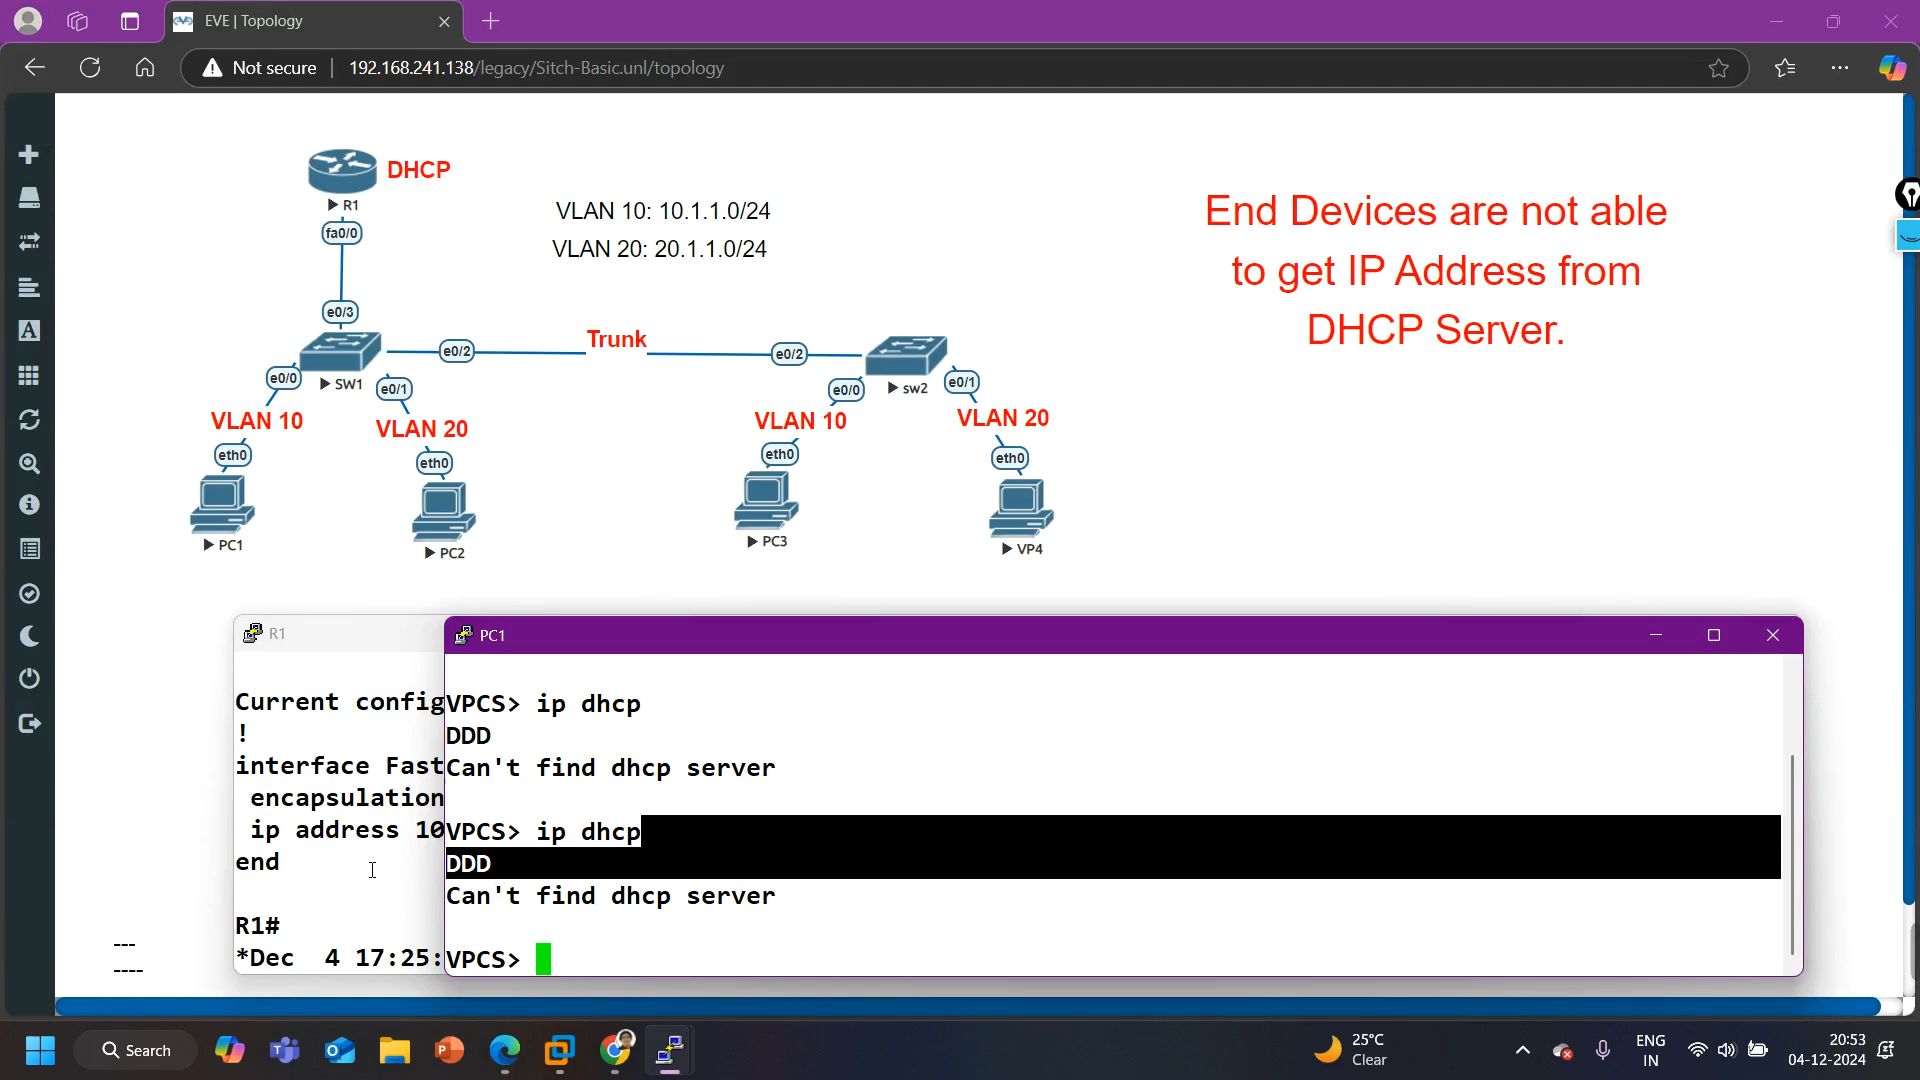 EVE | Topology
Not secure
192.168.241.138/legacy/Sitch-Basic.unl/topology
DHCP
R1
fa0/0
VLAN 10: 10.1.1.0/24
VLAN 20: 20.1.1.0/24
End Devices are not able
to get IP Address from
DHCP Server.
e0/3
Trunk
e0/2
e0/2
e0/0
SW1
e0/1
e0/0
sw2
e0/1
VLAN 10
VLAN 20
VLAN 10
VLAN 20
eth0
eth0
eth0
eth0
PC1
PC2
PC3
VP4
R1
Current config
!
interface Fast
encapsulation
ip address 10
end
R1#
*Dec  4 17:25:
PC1
VPCS> ip dhcp
DDD
Can't find dhcp server
VPCS> ip dhcp
DDD
Can't find dhcp server
VPCS>
---
----
Search
25°C
Clear
ENG
IN
20:53
04-12-2024